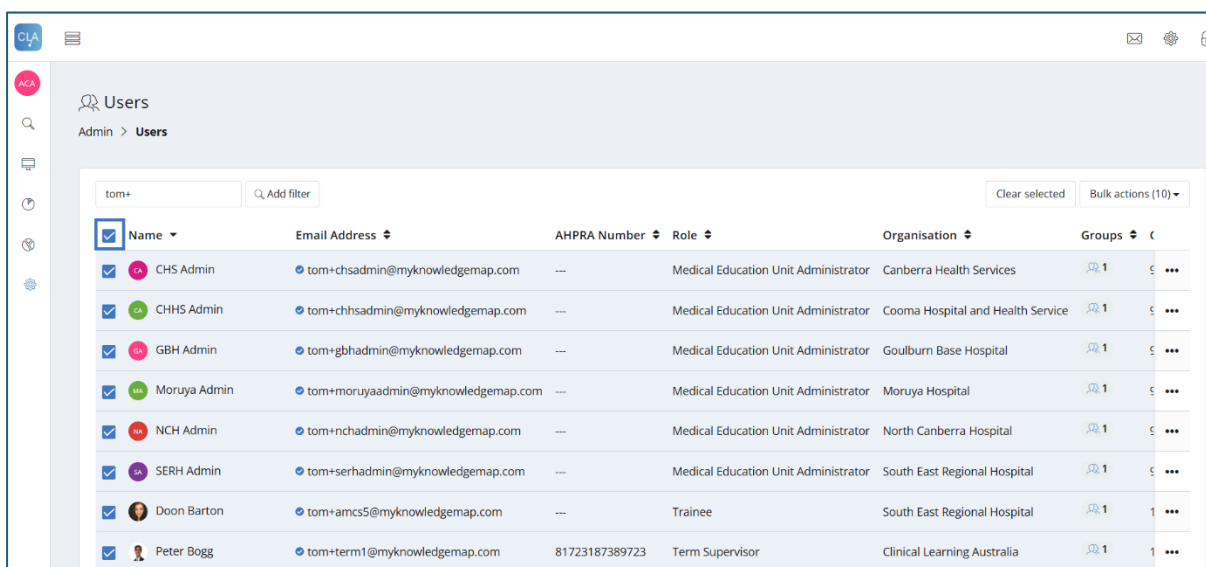 CLA
ACA
Users
Admin > Users
tom+ Add filter Clear selected Bulk actions (10)
Name Email Address AHPRA Number Role Organisation Groups
CA CHS Admin tom+chsadmin@myknowledgemap.com --- Medical Education Unit Administrator Canberra Health Services 1 •••
CA CHHS Admin tom+chhsadmin@myknowledgemap.com --- Medical Education Unit Administrator Cooma Hospital and Health Service 1 •••
GA GBH Admin tom+gbhadmin@myknowledgemap.com --- Medical Education Unit Administrator Goulburn Base Hospital 1 •••
MA Moruya Admin tom+moruyaadmin@myknowledgemap.com --- Medical Education Unit Administrator Moruya Hospital 1 •••
NA NCH Admin tom+nchadmin@myknowledgemap.com --- Medical Education Unit Administrator North Canberra Hospital 1 •••
SA SERH Admin tom+serhadmin@myknowledgemap.com --- Medical Education Unit Administrator South East Regional Hospital 1 •••
Doon Barton tom+amcs5@myknowledgemap.com --- Trainee South East Regional Hospital 1 1 •••
Peter Bogg tom+term1@myknowledgemap.com 81723187389723 Term Supervisor Clinical Learning Australia 1 1 •••